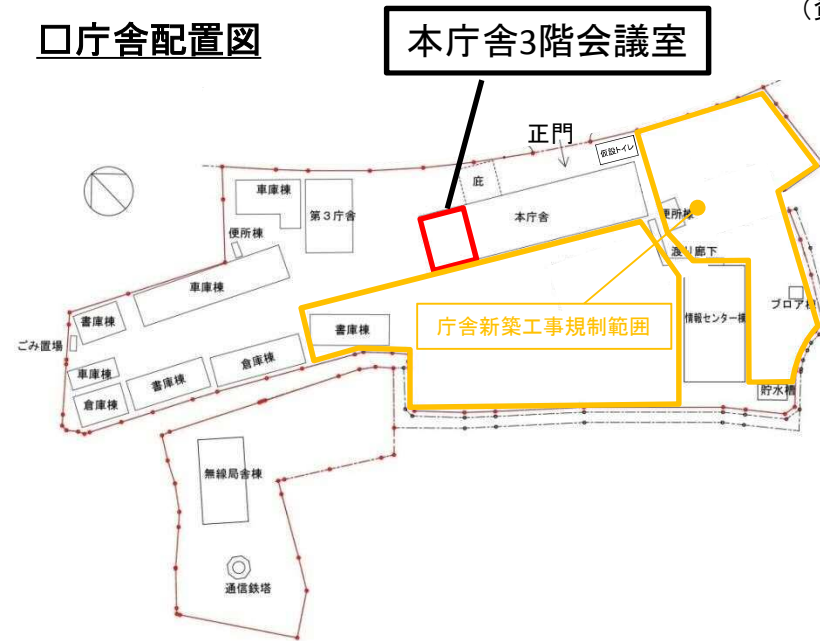 (
□庁舎配置図
本庁舎3階会議室
正門
仮設トイレ
庇
車庫棟
第3庁舎
本庁舎
便所棟
便所棟
渡り廊下
車庫棟
書庫棟
ごみ置場
書庫棟
庁舎新築工事規制範囲
情報センター棟
ブロア棟
車庫棟
倉庫棟
書庫棟
倉庫棟
貯水槽
無線局舎棟
通信鉄塔